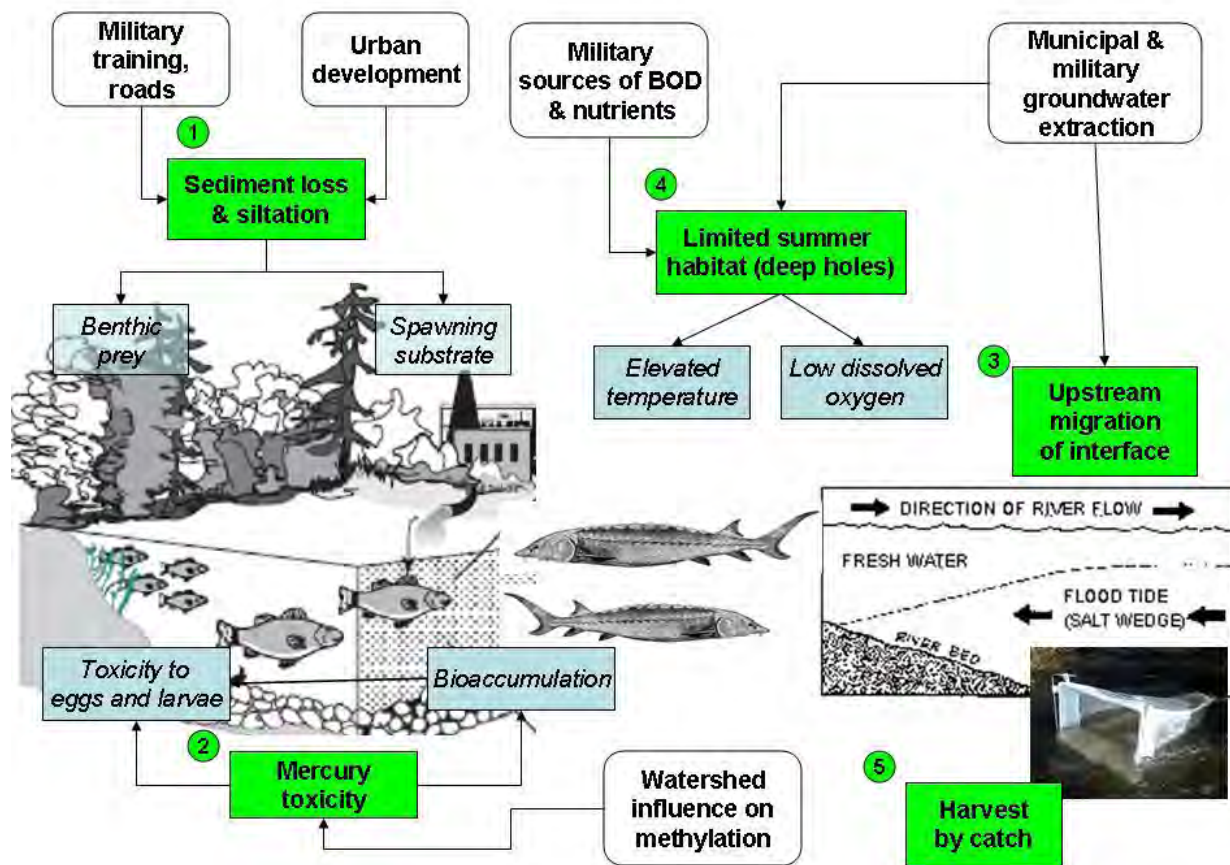 Military
training,
roads
Urban
development
Military
sources of BOD
& nutrients
Municipal &
military
groundwater
extraction
1
Sediment loss
& siltation
4
Limited summer
habitat (deep holes)
Benthic
prey
Spawning
substrate
Elevated
temperature
Low dissolved
oxygen
3
Upstream
migration
of interface
DIRECTION OF RIVER FLOW
FRESH WATER
FLOOD TIDE
(SALT WEDGE)
RIVER BED
Toxicity to
eggs and larvae
Bioaccumulation
2
Mercury
toxicity
Watershed
influence on
methylation
5
Harvest
by catch